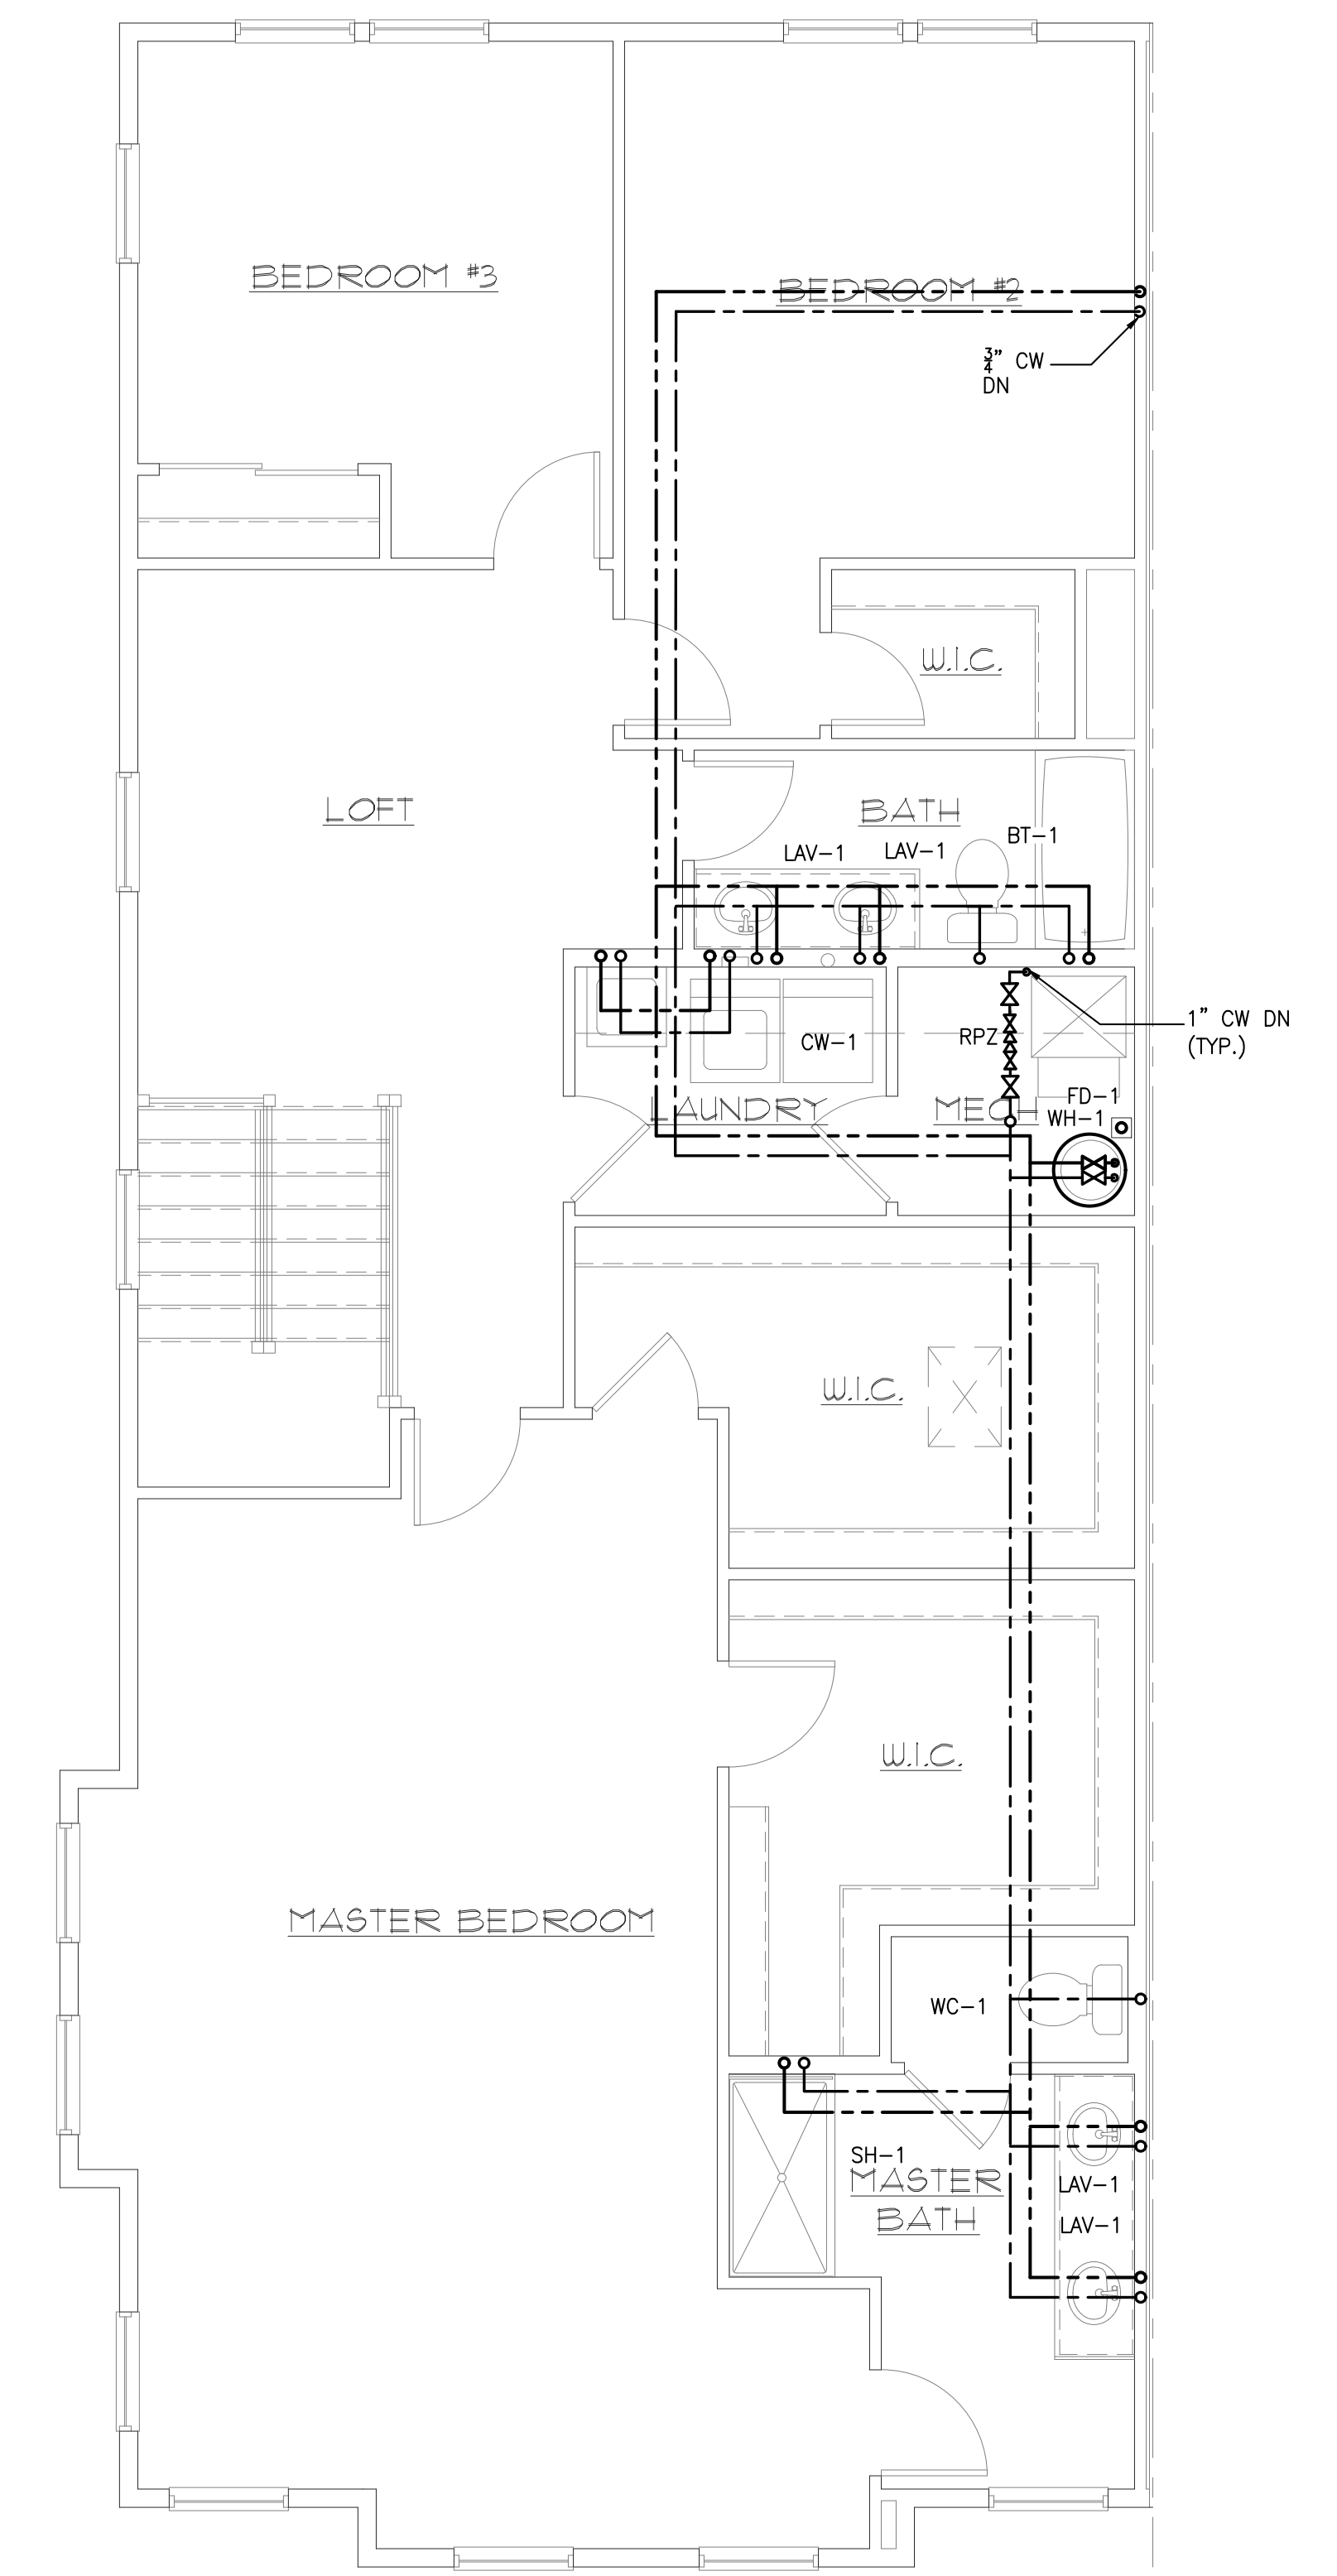 BEDROOM #3
BEDROOM #2
¾" CW
DN
W.I.C.
LOFT
BATH
BT-1
LAV-1
LAV-1
1" CW DN
(TYP.)
RPZ
CW-1
FD-1
LAUNDRY
MECH
WH-1
W.I.C.
W.I.C.
MASTER BEDROOM
WC-1
SH-1
MASTER
BATH
LAV-1
LAV-1